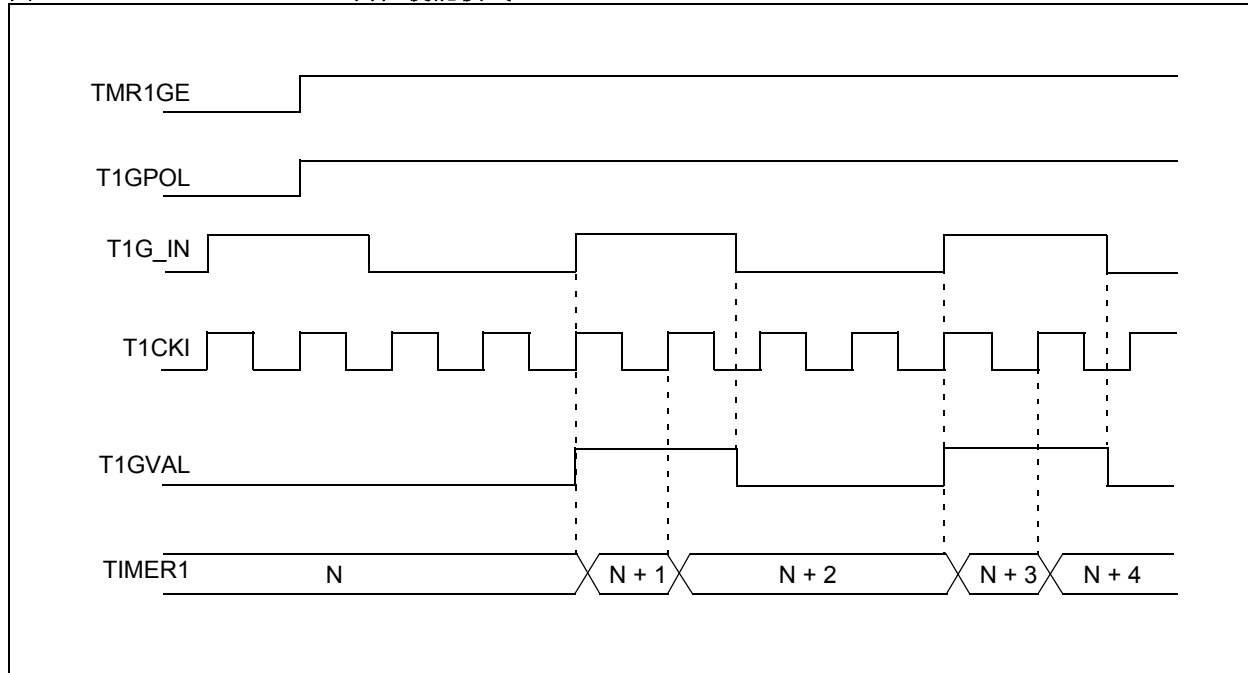 TMR1GE
T1GPOL
T1G_IN
T1CKI
T1GVAL
TIMER1 N N + 1 N + 2 N + 3 N + 4